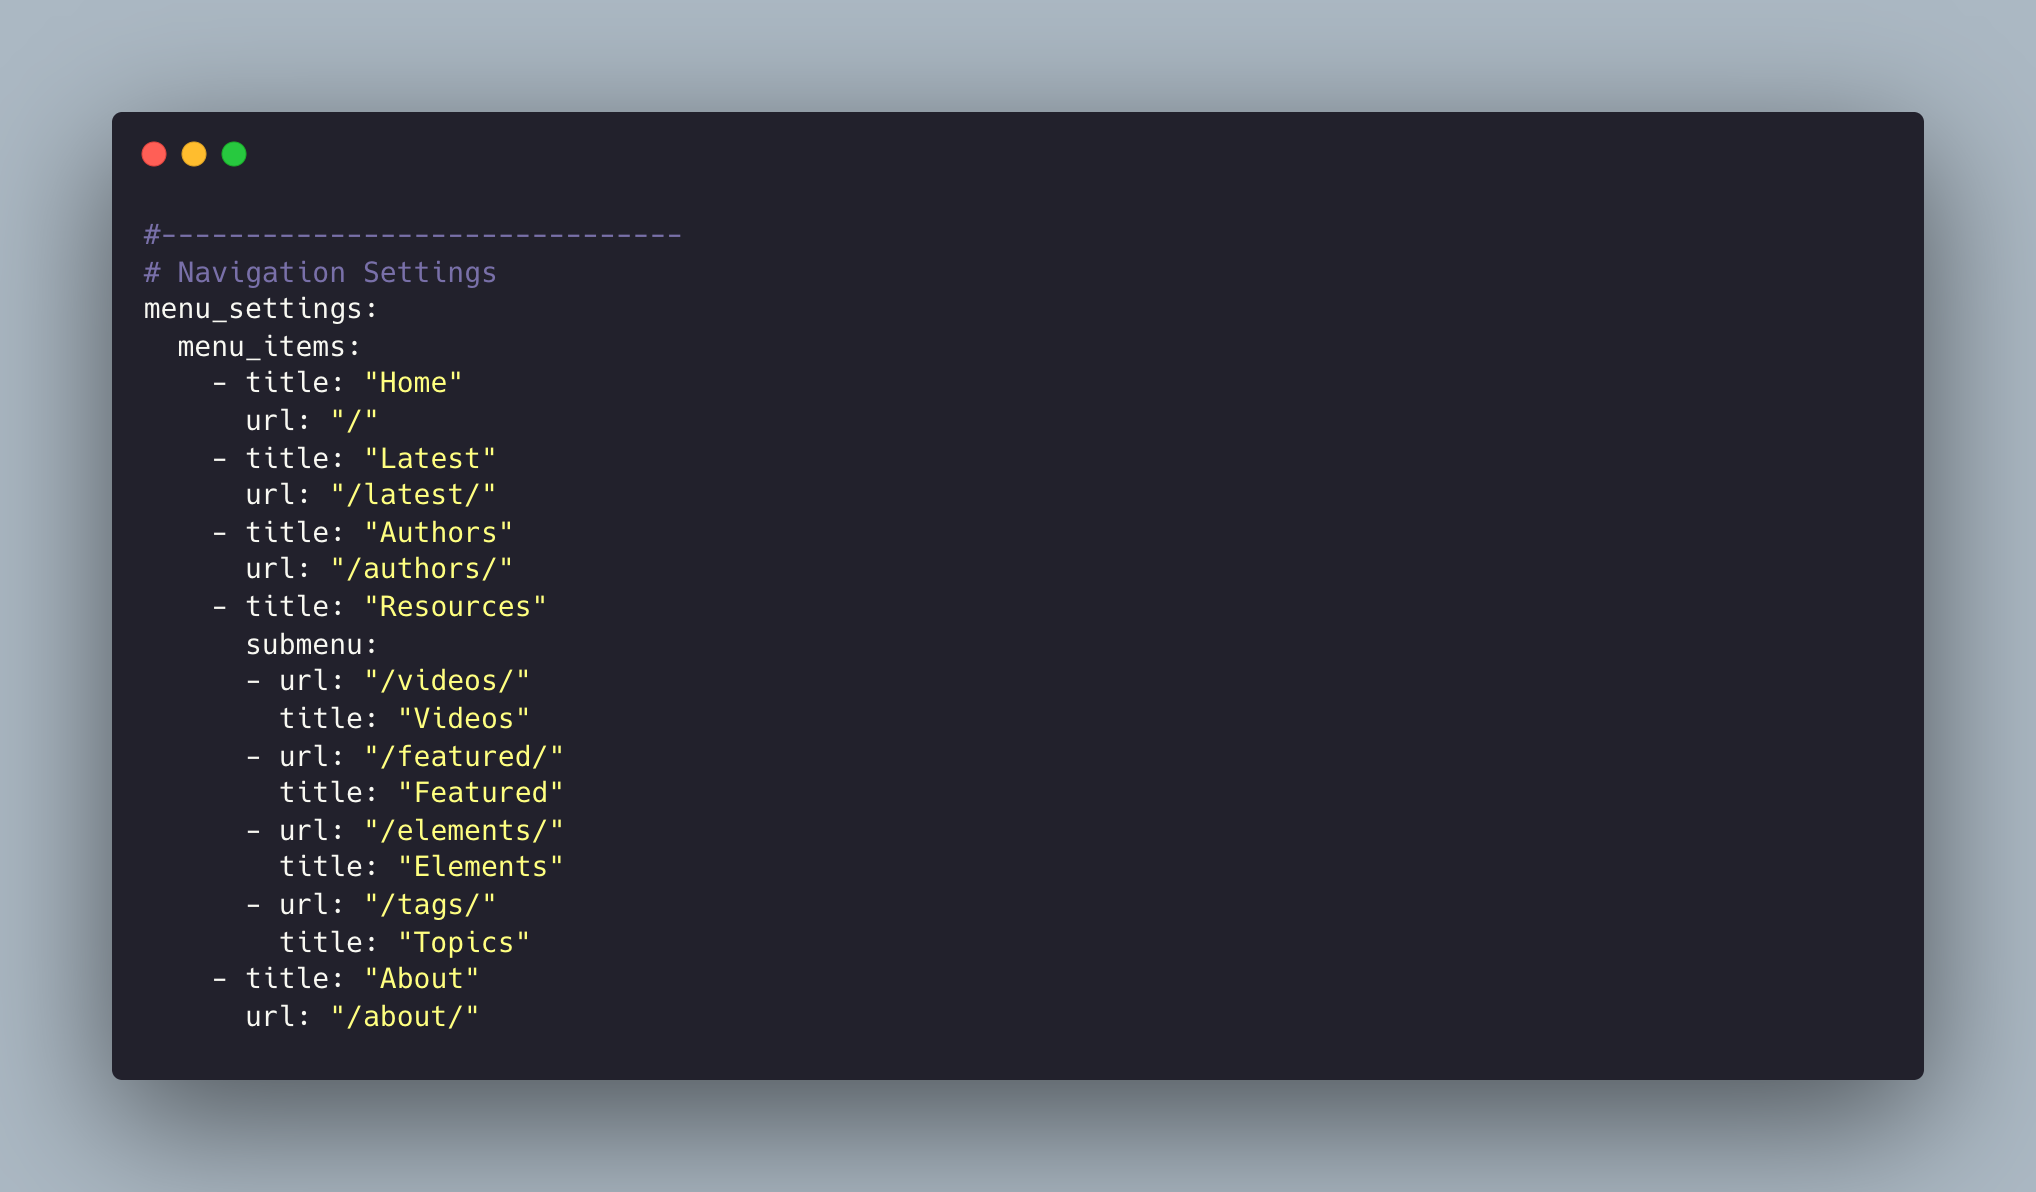 #-------------------------------
# Navigation Settings
menu_settings:
  menu_items:
    - title: "Home"
      url: "/"
    - title: "Latest"
      url: "/latest/"
    - title: "Authors"
      url: "/authors/"
    - title: "Resources"
      submenu:
      - url: "/videos/"
        title: "Videos"
      - url: "/featured/"
        title: "Featured"
      - url: "/elements/"
        title: "Elements"
      - url: "/tags/"
        title: "Topics"
    - title: "About"
      url: "/about/"